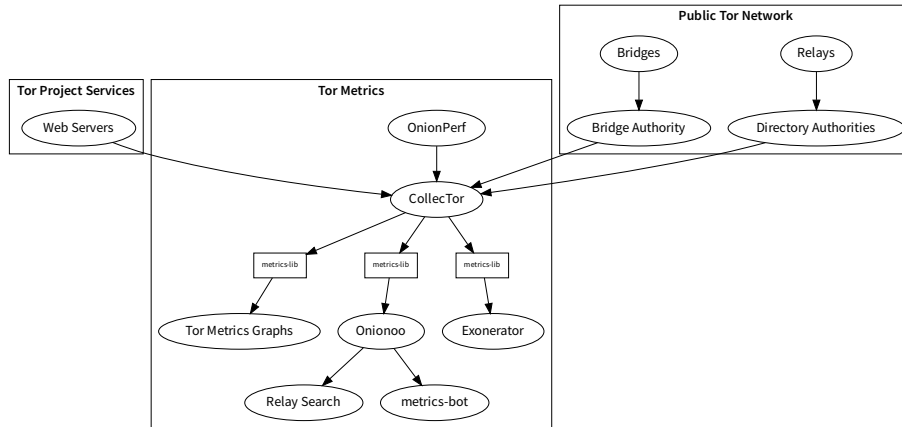 Public Tor Network
Bridges
Relays
Tor Project Services
Tor Metrics
Web Servers
OnionPerf
Bridge Authority
Directory Authorities
CollecTor
metrics-lib
metrics-lib
metrics-lib
Tor Metrics Graphs
Onionoo
Exonerator
Relay Search
metrics-bot